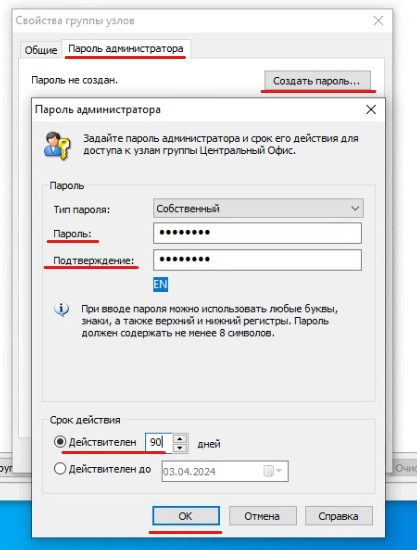 Свойства группы узлов
Общие
Пароль администратора
Пароль не создан.
Создать пароль...
Пароль администратора
Задайте пароль администратора и срок его действия для
доступа к узлам группы Центральный Офис.
Пароль
Тип пароля:
Собственный
Пароль:
••••••••
Подтверждение:
••••••••
EN
При вводе пароля можно использовать любые буквы,
знаки, а также верхний и нижний регистры. Пароль
должен содержать не менее 8 символов.
Срок действия
Действителен 90 дней
Действителен до 03.04.2024
OK
Отмена
Справка